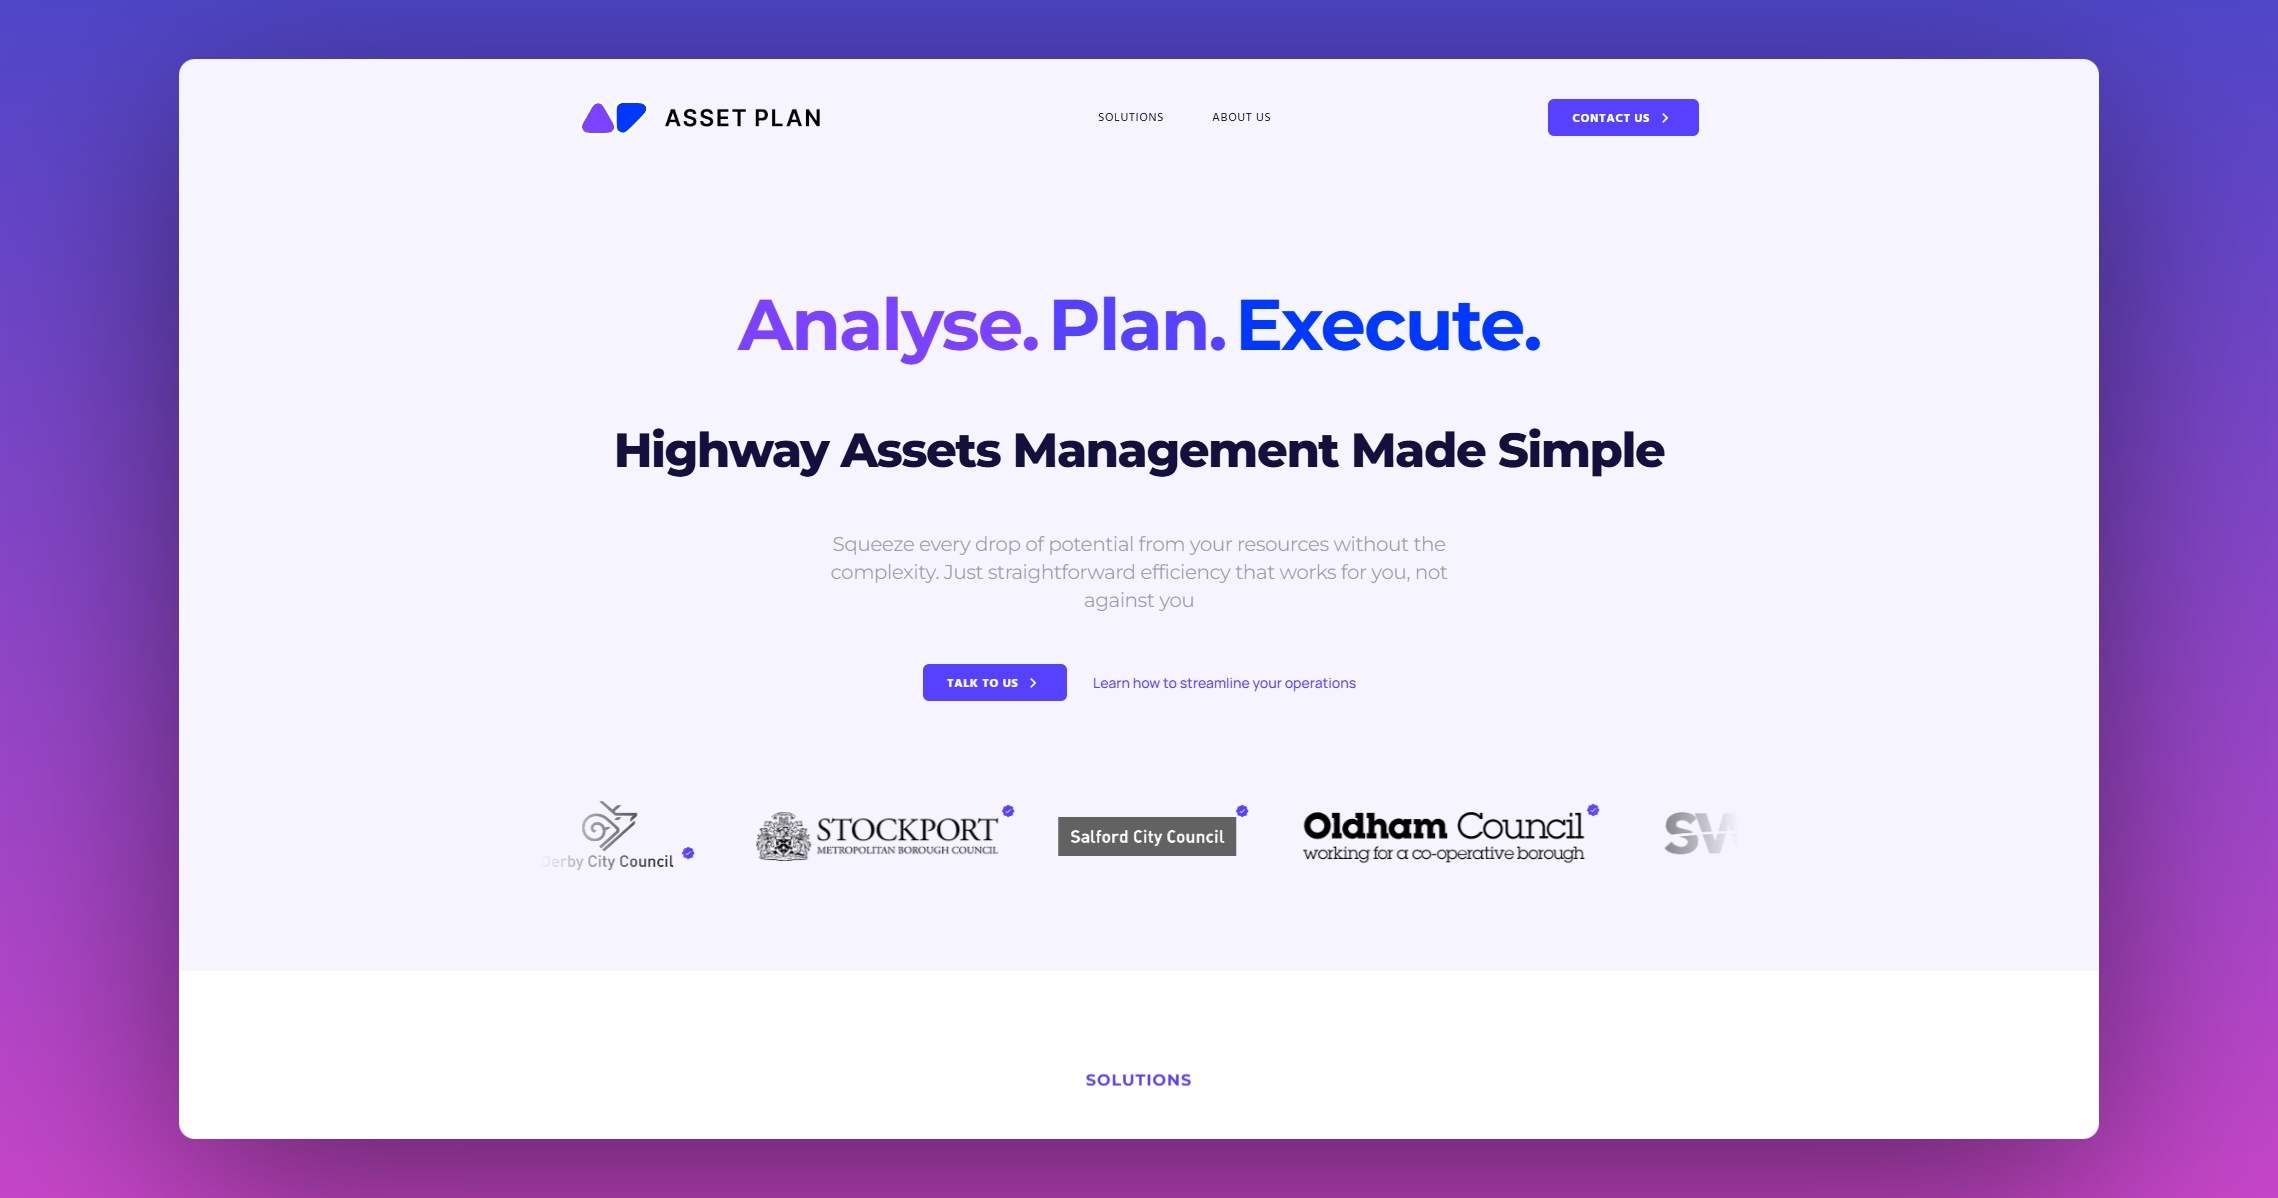 ASSET PLAN
SOLUTIONS
ABOUT US
CONTACT US
Analyse. Plan. Execute.
Highway Assets Management Made Simple
Squeeze every drop of potential from your resources without the
complexity. Just straightforward efficiency that works for you, not
against you
TALK TO US
Learn how to streamline your operations
Derby City Council
STOCKPORT
METROPOLITAN BOROUGH COUNCIL
Salford City Council
Oldham Council
working for a co-operative borough
SOLUTIONS